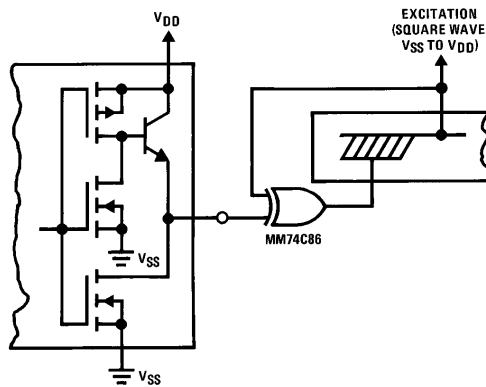 VDD
EXCITATION
(SQUARE WAVE
VSS TO VDD)
MM74C86
VSS
VSS